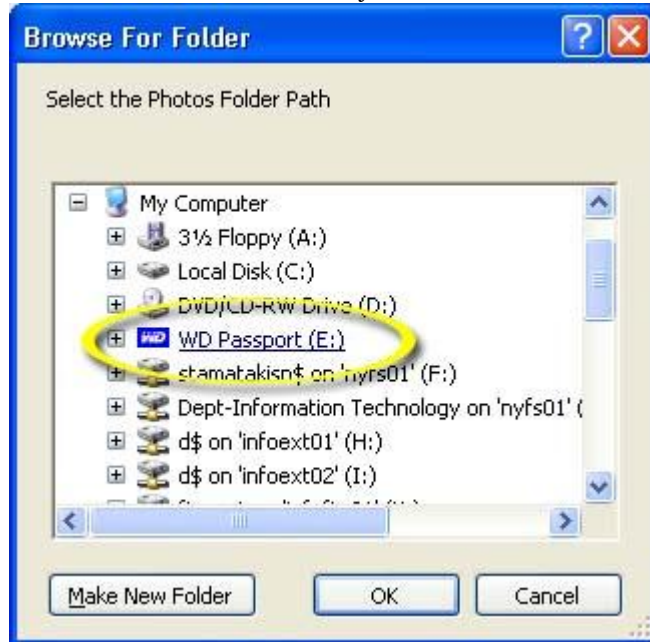 Browse For Folder
Select the Photos Folder Path
My Computer
3½ Floppy (A:)
Local Disk (C:)
DVD/CD-RW Drive (D:)
WD WD Passport (E:)
stamatakisn$ on 'nyfs01' (F:)
Dept-Information Technology on 'nyfs01' (
d$ on 'infoext01' (H:)
d$ on 'infoext02' (I:)
Make New Folder OK Cancel